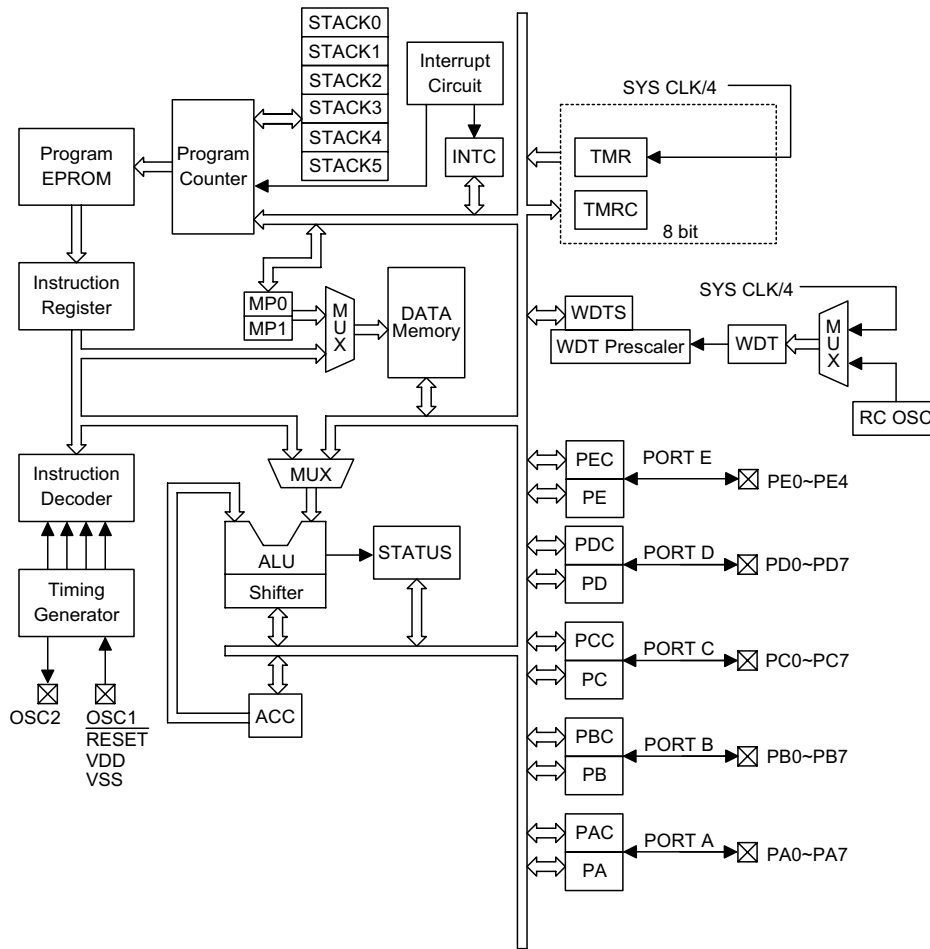 STACK0
STACK1
STACK2
STACK3
STACK4
STACK5
Interrupt
Circuit
INTC
Program
EPROM
Program
Counter
SYS CLK/4
TMR
TMRC
8 bit
Instruction
Register
MP0
MP1
MUX
DATA
Memory
WDTS
WDT Prescaler
WDT
SYS CLK/4
MUX
RC OSC
Instruction
Decoder
MUX
ALU
Shifter
STATUS
Timing
Generator
OSC2
OSC1
RESET
VDD
VSS
ACC
PEC
PE
PORT E
PE0~PE4
PDC
PD
PORT D
PD0~PD7
PCC
PC
PORT C
PC0~PC7
PBC
PB
PORT B
PB0~PB7
PAC
PA
PORT A
PA0~PA7